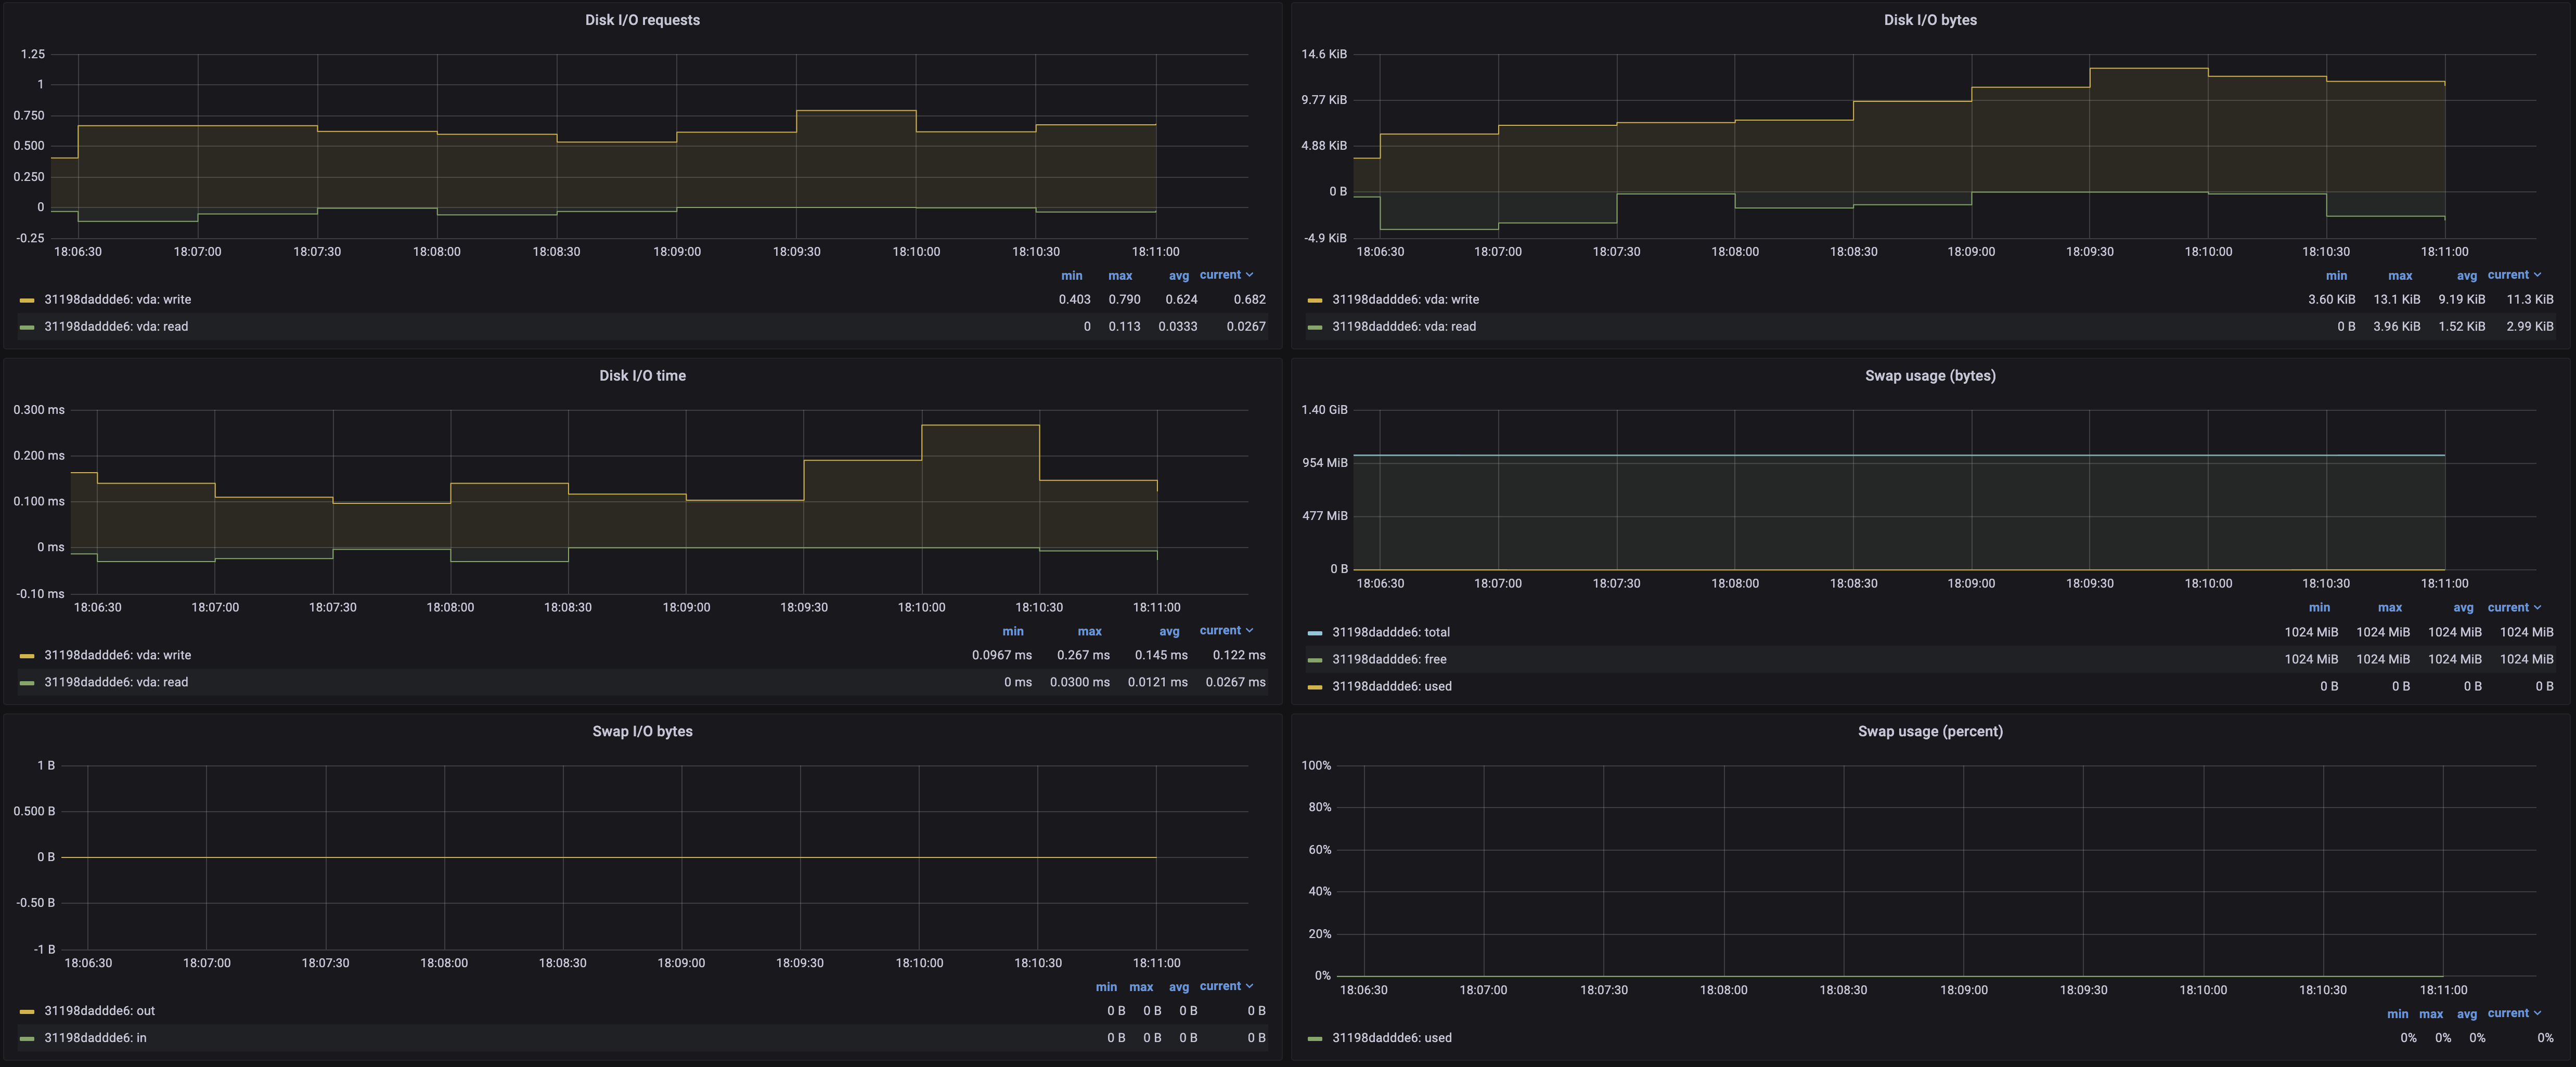 Disk I/O requests
1.25
1
0.750
0.500
0.250
0
-0.25
18:06:30 18:07:00 18:07:30 18:08:00 18:08:30 18:09:00 18:09:30 18:10:00 18:10:30 18:11:00
min max avg current
31198daddde6: vda: write 0.403 0.790 0.624 0.682
31198daddde6: vda: read 0 0.113 0.0333 0.0267
Disk I/O bytes
14.6 KiB
9.77 KiB
4.88 KiB
0 B
-4.9 KiB
18:06:30 18:07:00 18:07:30 18:08:00 18:08:30 18:09:00 18:09:30 18:10:00 18:10:30 18:11:00
min max avg current
31198daddde6: vda: write 3.60 KiB 13.1 KiB 9.19 KiB 11.3 KiB
31198daddde6: vda: read 0 B 3.96 KiB 1.52 KiB 2.99 KiB
Disk I/O time
0.300 ms
0.200 ms
0.100 ms
0 ms
-0.10 ms
18:06:30 18:07:00 18:07:30 18:08:00 18:08:30 18:09:00 18:09:30 18:10:00 18:10:30 18:11:00
min max avg current
31198daddde6: vda: write 0.0967 ms 0.267 ms 0.145 ms 0.122 ms
31198daddde6: vda: read 0 ms 0.0300 ms 0.0121 ms 0.0267 ms
Swap usage (bytes)
1.40 GiB
954 MiB
477 MiB
0 B
18:06:30 18:07:00 18:07:30 18:08:00 18:08:30 18:09:00 18:09:30 18:10:00 18:10:30 18:11:00
min max avg current
31198daddde6: total 1024 MiB 1024 MiB 1024 MiB 1024 MiB
31198daddde6: free 1024 MiB 1024 MiB 1024 MiB 1024 MiB
31198daddde6: used 0 B 0 B 0 B 0 B
Swap I/O bytes
1 B
0.500 B
0 B
-0.50 B
-1 B
18:06:30 18:07:00 18:07:30 18:08:00 18:08:30 18:09:00 18:09:30 18:10:00 18:10:30 18:11:00
min max avg current
31198daddde6: out 0 B 0 B 0 B 0 B
31198daddde6: in 0 B 0 B 0 B 0 B
Swap usage (percent)
100%
80%
60%
40%
20%
0%
18:06:30 18:07:00 18:07:30 18:08:00 18:08:30 18:09:00 18:09:30 18:10:00 18:10:30 18:11:00
min max avg current
31198daddde6: used 0% 0% 0% 0%